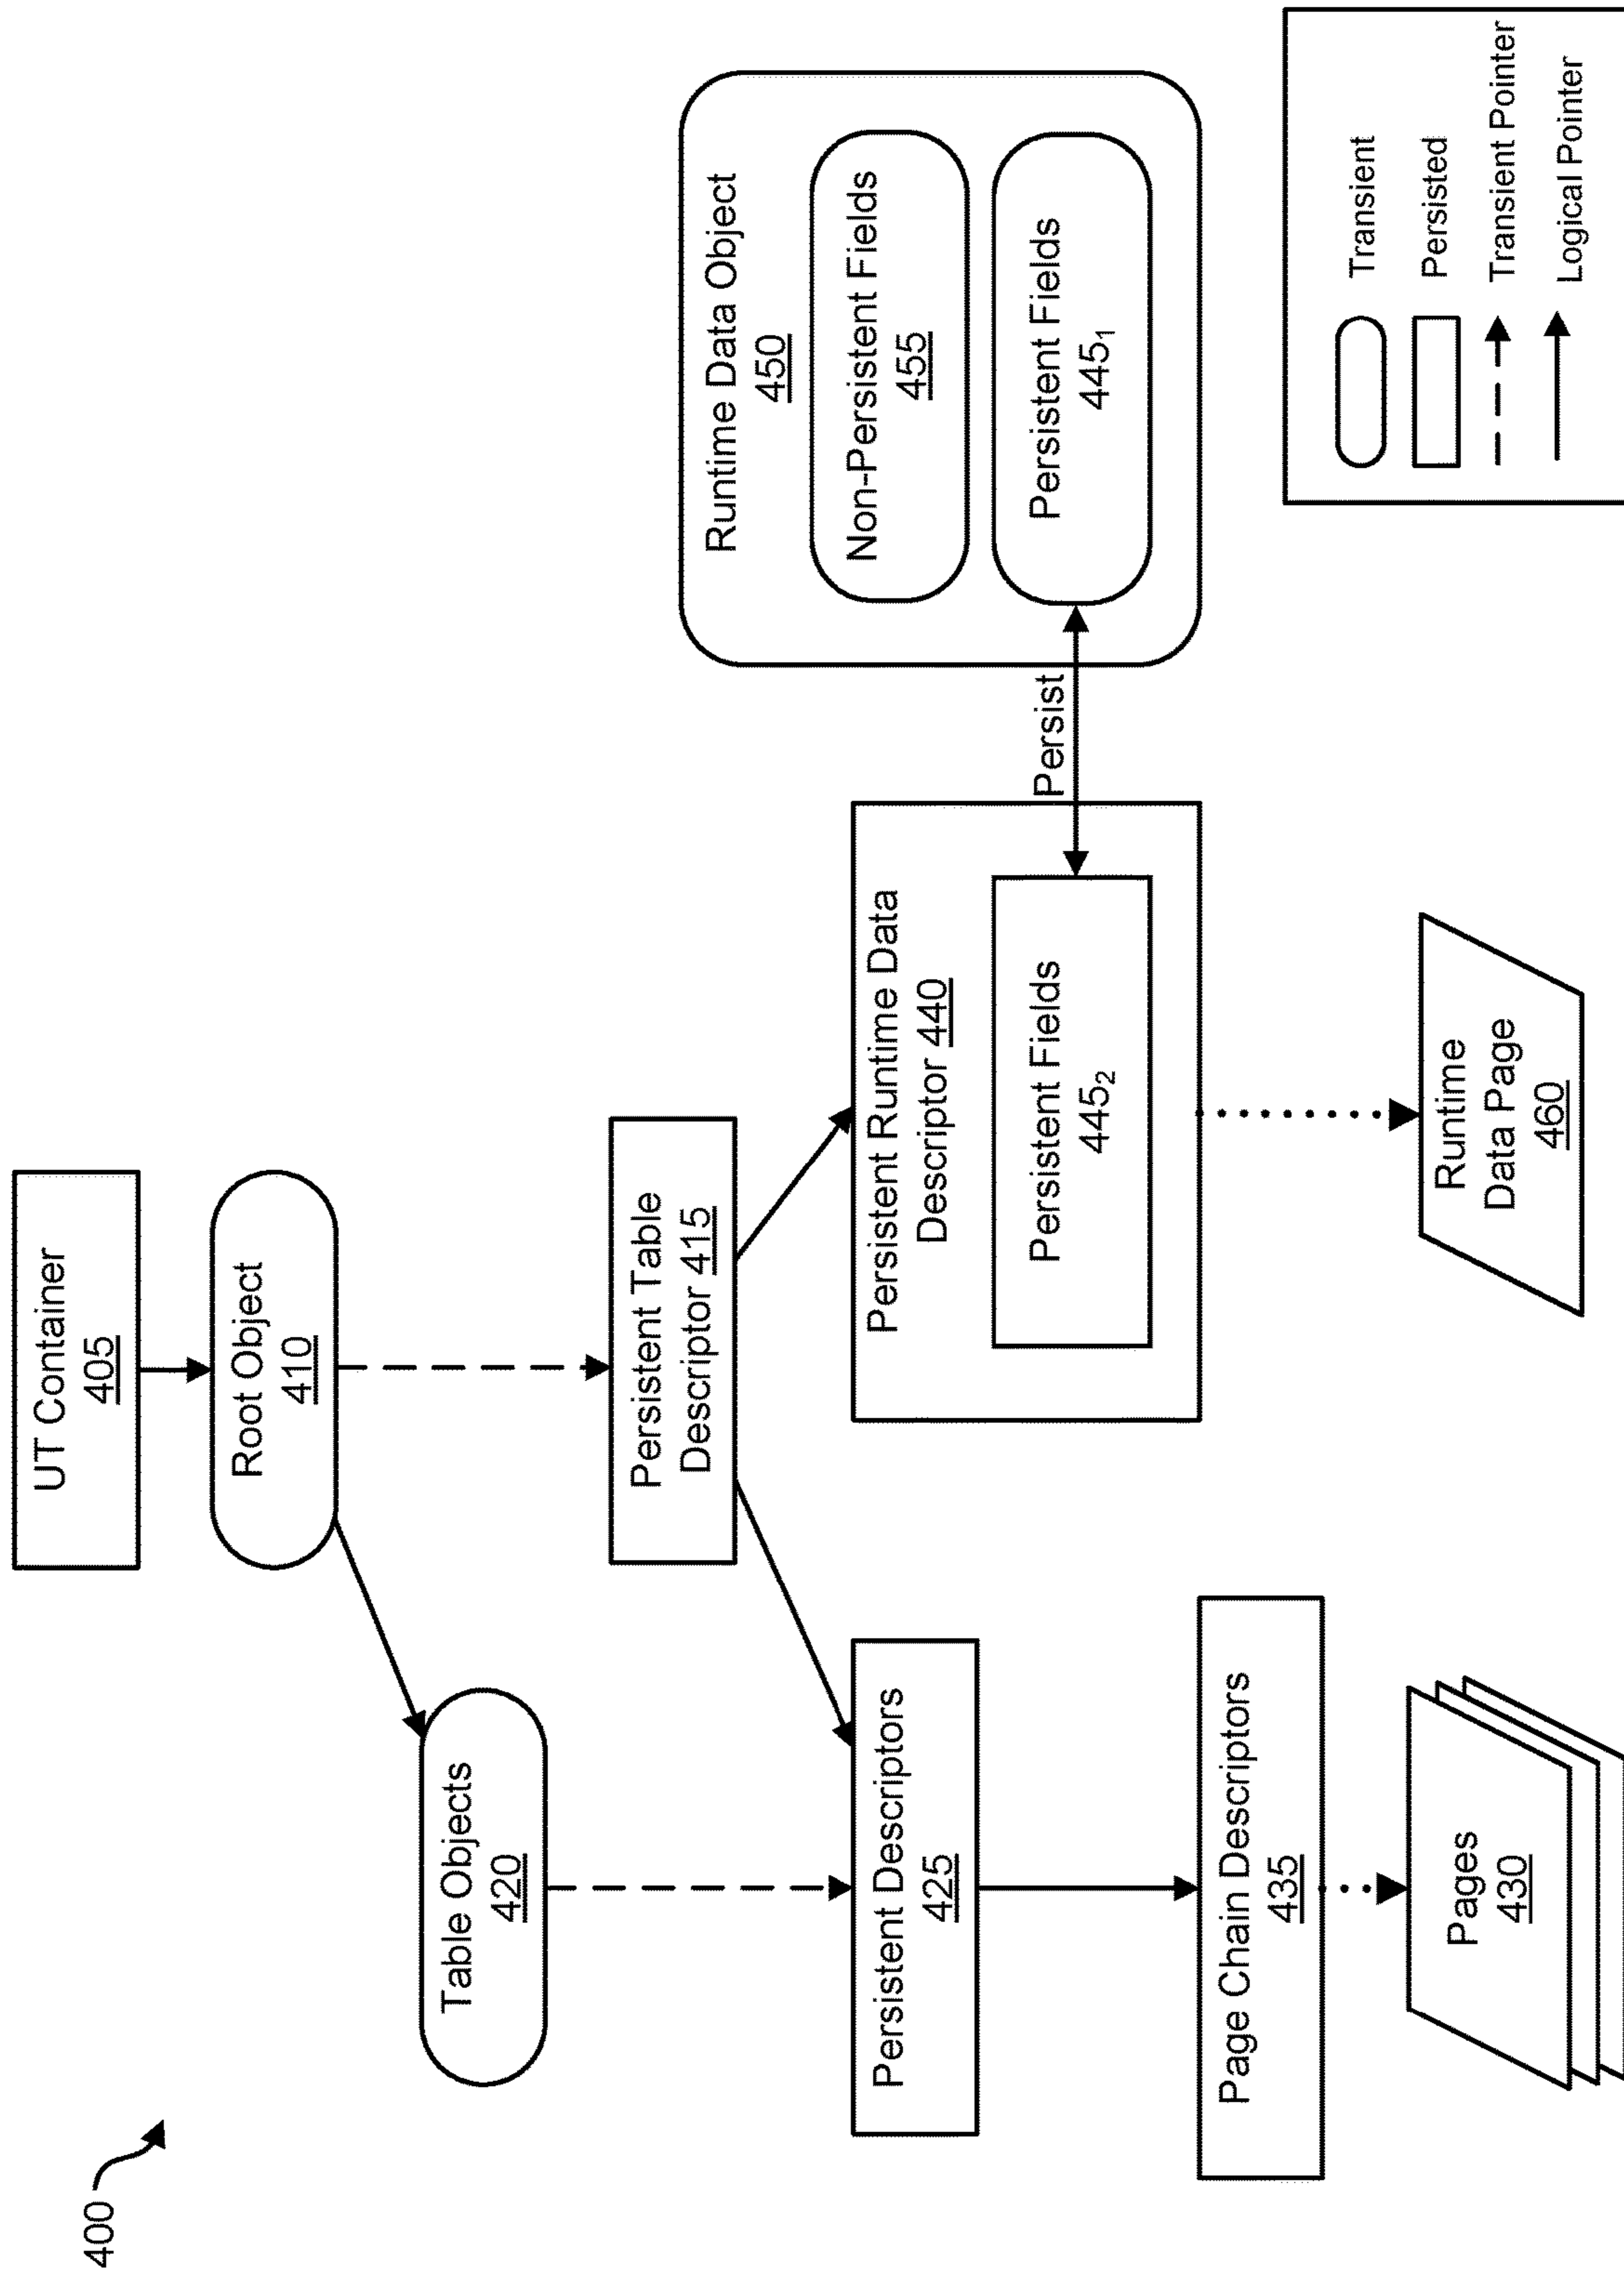 400
UT Container
405
Root Object
410
Table Objects
420
Persistent Table
Descriptor 415
Persistent Descriptors
425
Persistent Runtime Data
Descriptor 440
Persistent Fields
445₂
Persist
Runtime Data Object
450
Non-Persistent Fields
455
Persistent Fields
445₁
Page Chain Descriptors
435
Pages
430
Runtime
Data Page
460
Transient
Persisted
Transient Pointer
Logical Pointer